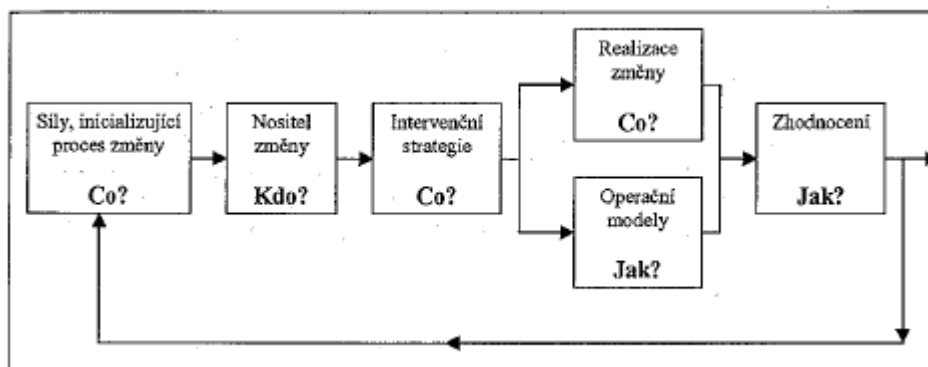 Síly, inicializující
proces změny
Co?
Nositel
změny
Kdo?
Intervenční
strategie
Co?
Realizace
změny
Co?
Operační
modely
Jak?
Zhodnocení
Jak?